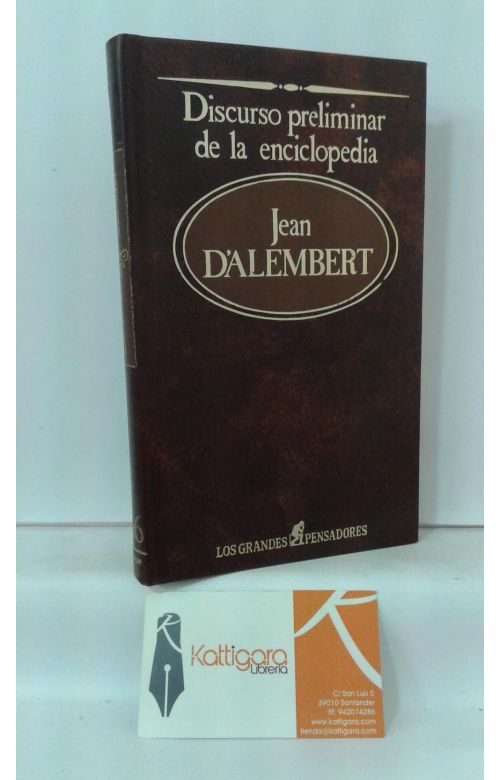 Discurso preliminar
de la enciclopedia
Jean
D'ALEMBERT
LOS GRANDES PENSADORES
6
Kattigara
Librería
C/ San Luis 5
39010 Santander
tlf: 942074286
www.kattigara.com
tienda@kattigara.com